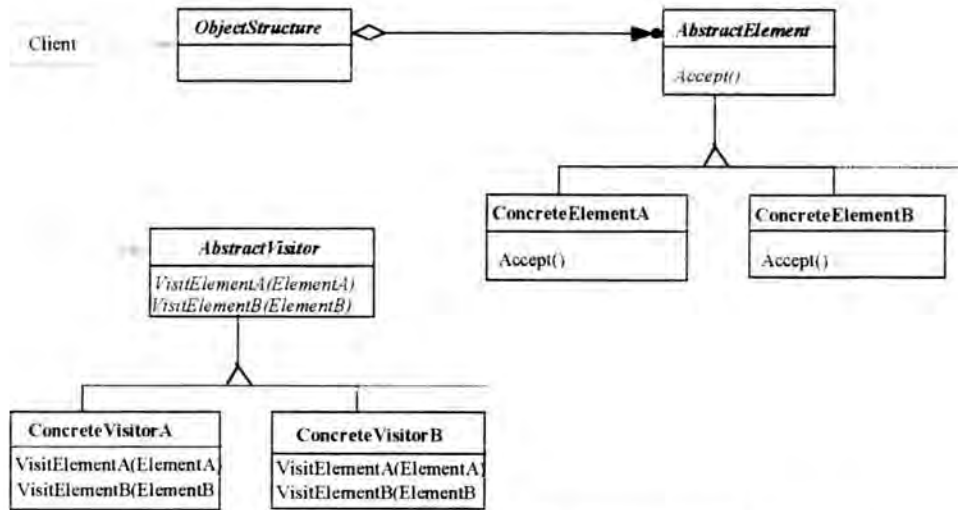 Client
ObjectStructure
AbstractElement
Accept()
ConcreteElementA
Accept()
ConcreteElementB
Accept()
AbstractVisitor
VisitElementA(ElementA)
VisitElementB(ElementB)
ConcreteVisitorA
VisitElementA(ElementA)
VisitElementB(ElementB
ConcreteVisitorB
VisitElementA(ElementA)
VisitElementB(ElementB